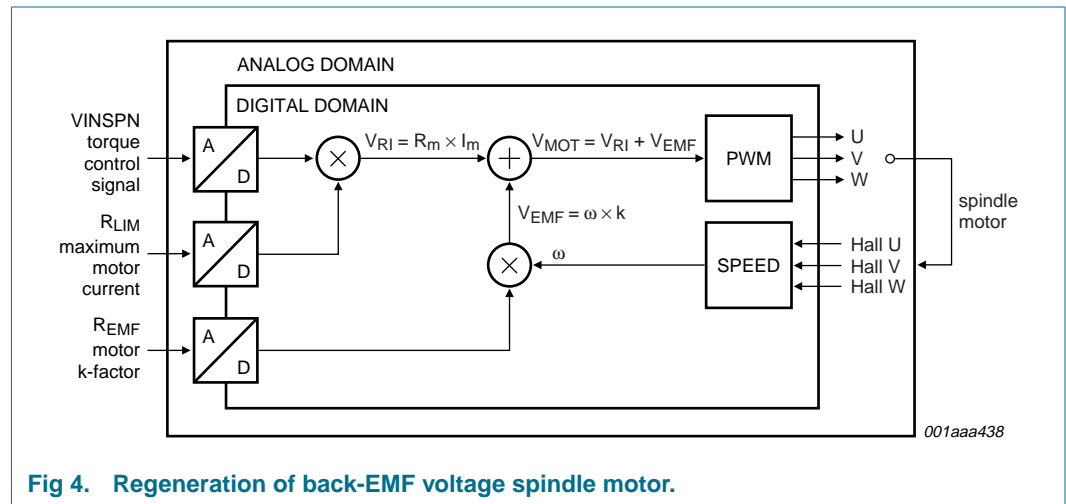 ANALOG DOMAIN
DIGITAL DOMAIN
VINSPN
torque
control
signal
A
D
V_RI = R_m × I_m
V_MOT = V_RI + V_EMF
PWM
U
V
W
spindle
motor
R_LIM
maximum
motor
current
A
D
V_EMF = ω × k
ω
SPEED
Hall U
Hall V
Hall W
R_EMF
motor
k-factor
A
D
001aaa438
Fig 4. Regeneration of back-EMF voltage spindle motor.